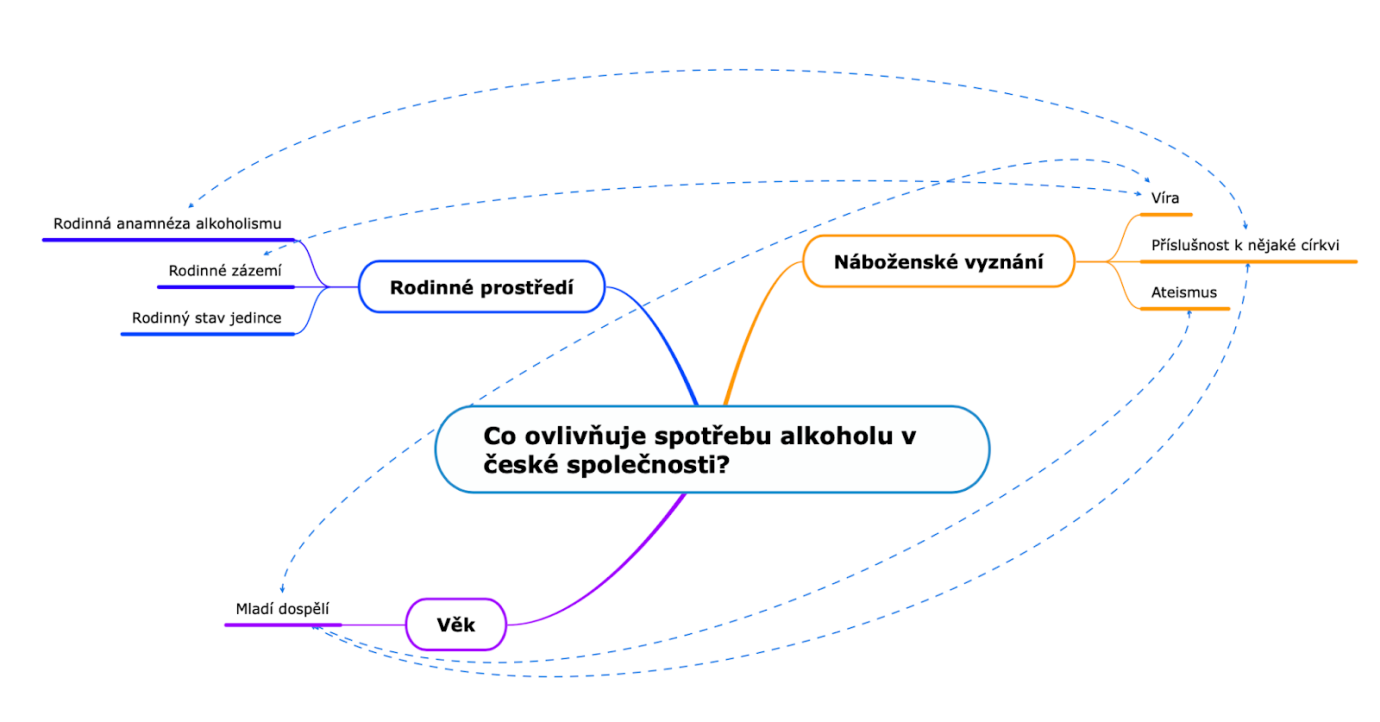 Rodinná anamnéza alkoholismu
Rodinné zázemí
Rodinný stav jedince
Rodinné prostředí
Náboženské vyznání
Víra
Příslušnost k nějaké církvi
Ateismus
Co ovlivňuje spotřebu alkoholu v
české společnosti?
Mladí dospělí
Věk